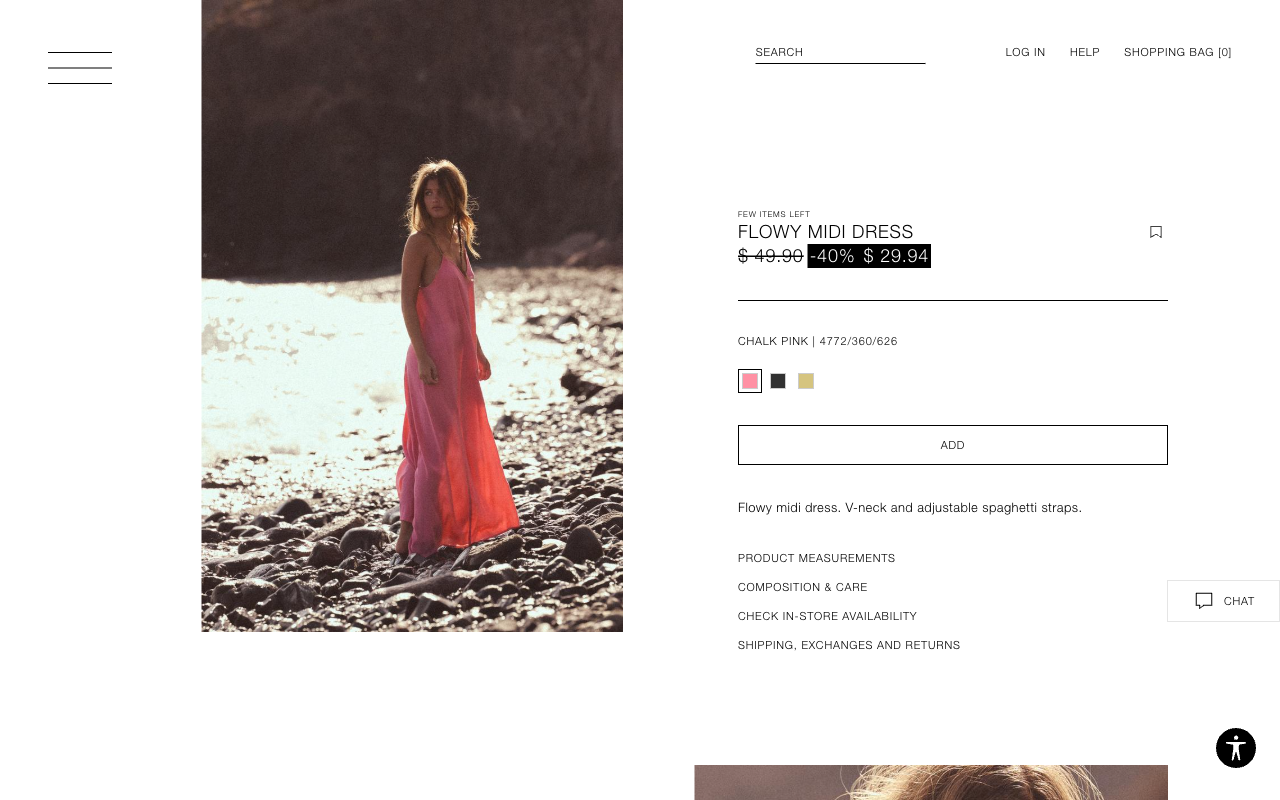 SEARCH
LOG IN
HELP
SHOPPING BAG [0]
FEW ITEMS LEFT
FLOWY MIDI DRESS
$ 49.90 -40% $ 29.94
CHALK PINK | 4772/360/626
ADD
Flowy midi dress. V-neck and adjustable spaghetti straps.
PRODUCT MEASUREMENTS
COMPOSITION & CARE
CHECK IN-STORE AVAILABILITY
SHIPPING, EXCHANGES AND RETURNS
CHAT